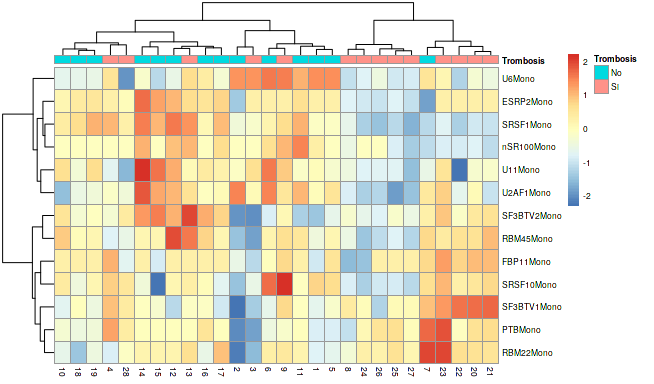 Trombosis
Trombosis
No
SI
2
1
0
-1
-2
U6Mono
ESRP2Mono
SRSF1Mono
nSR100Mono
U11Mono
U2AF1Mono
SF3BTV2Mono
RBM45Mono
FBP11Mono
SRSF10Mono
SF3BTV1Mono
PTBMono
RBM22Mono
10 18 19 4 28 14 15 12 13 16 17 2 3 6 9 11 1 5 8 24 26 25 27 7 23 22 20 21